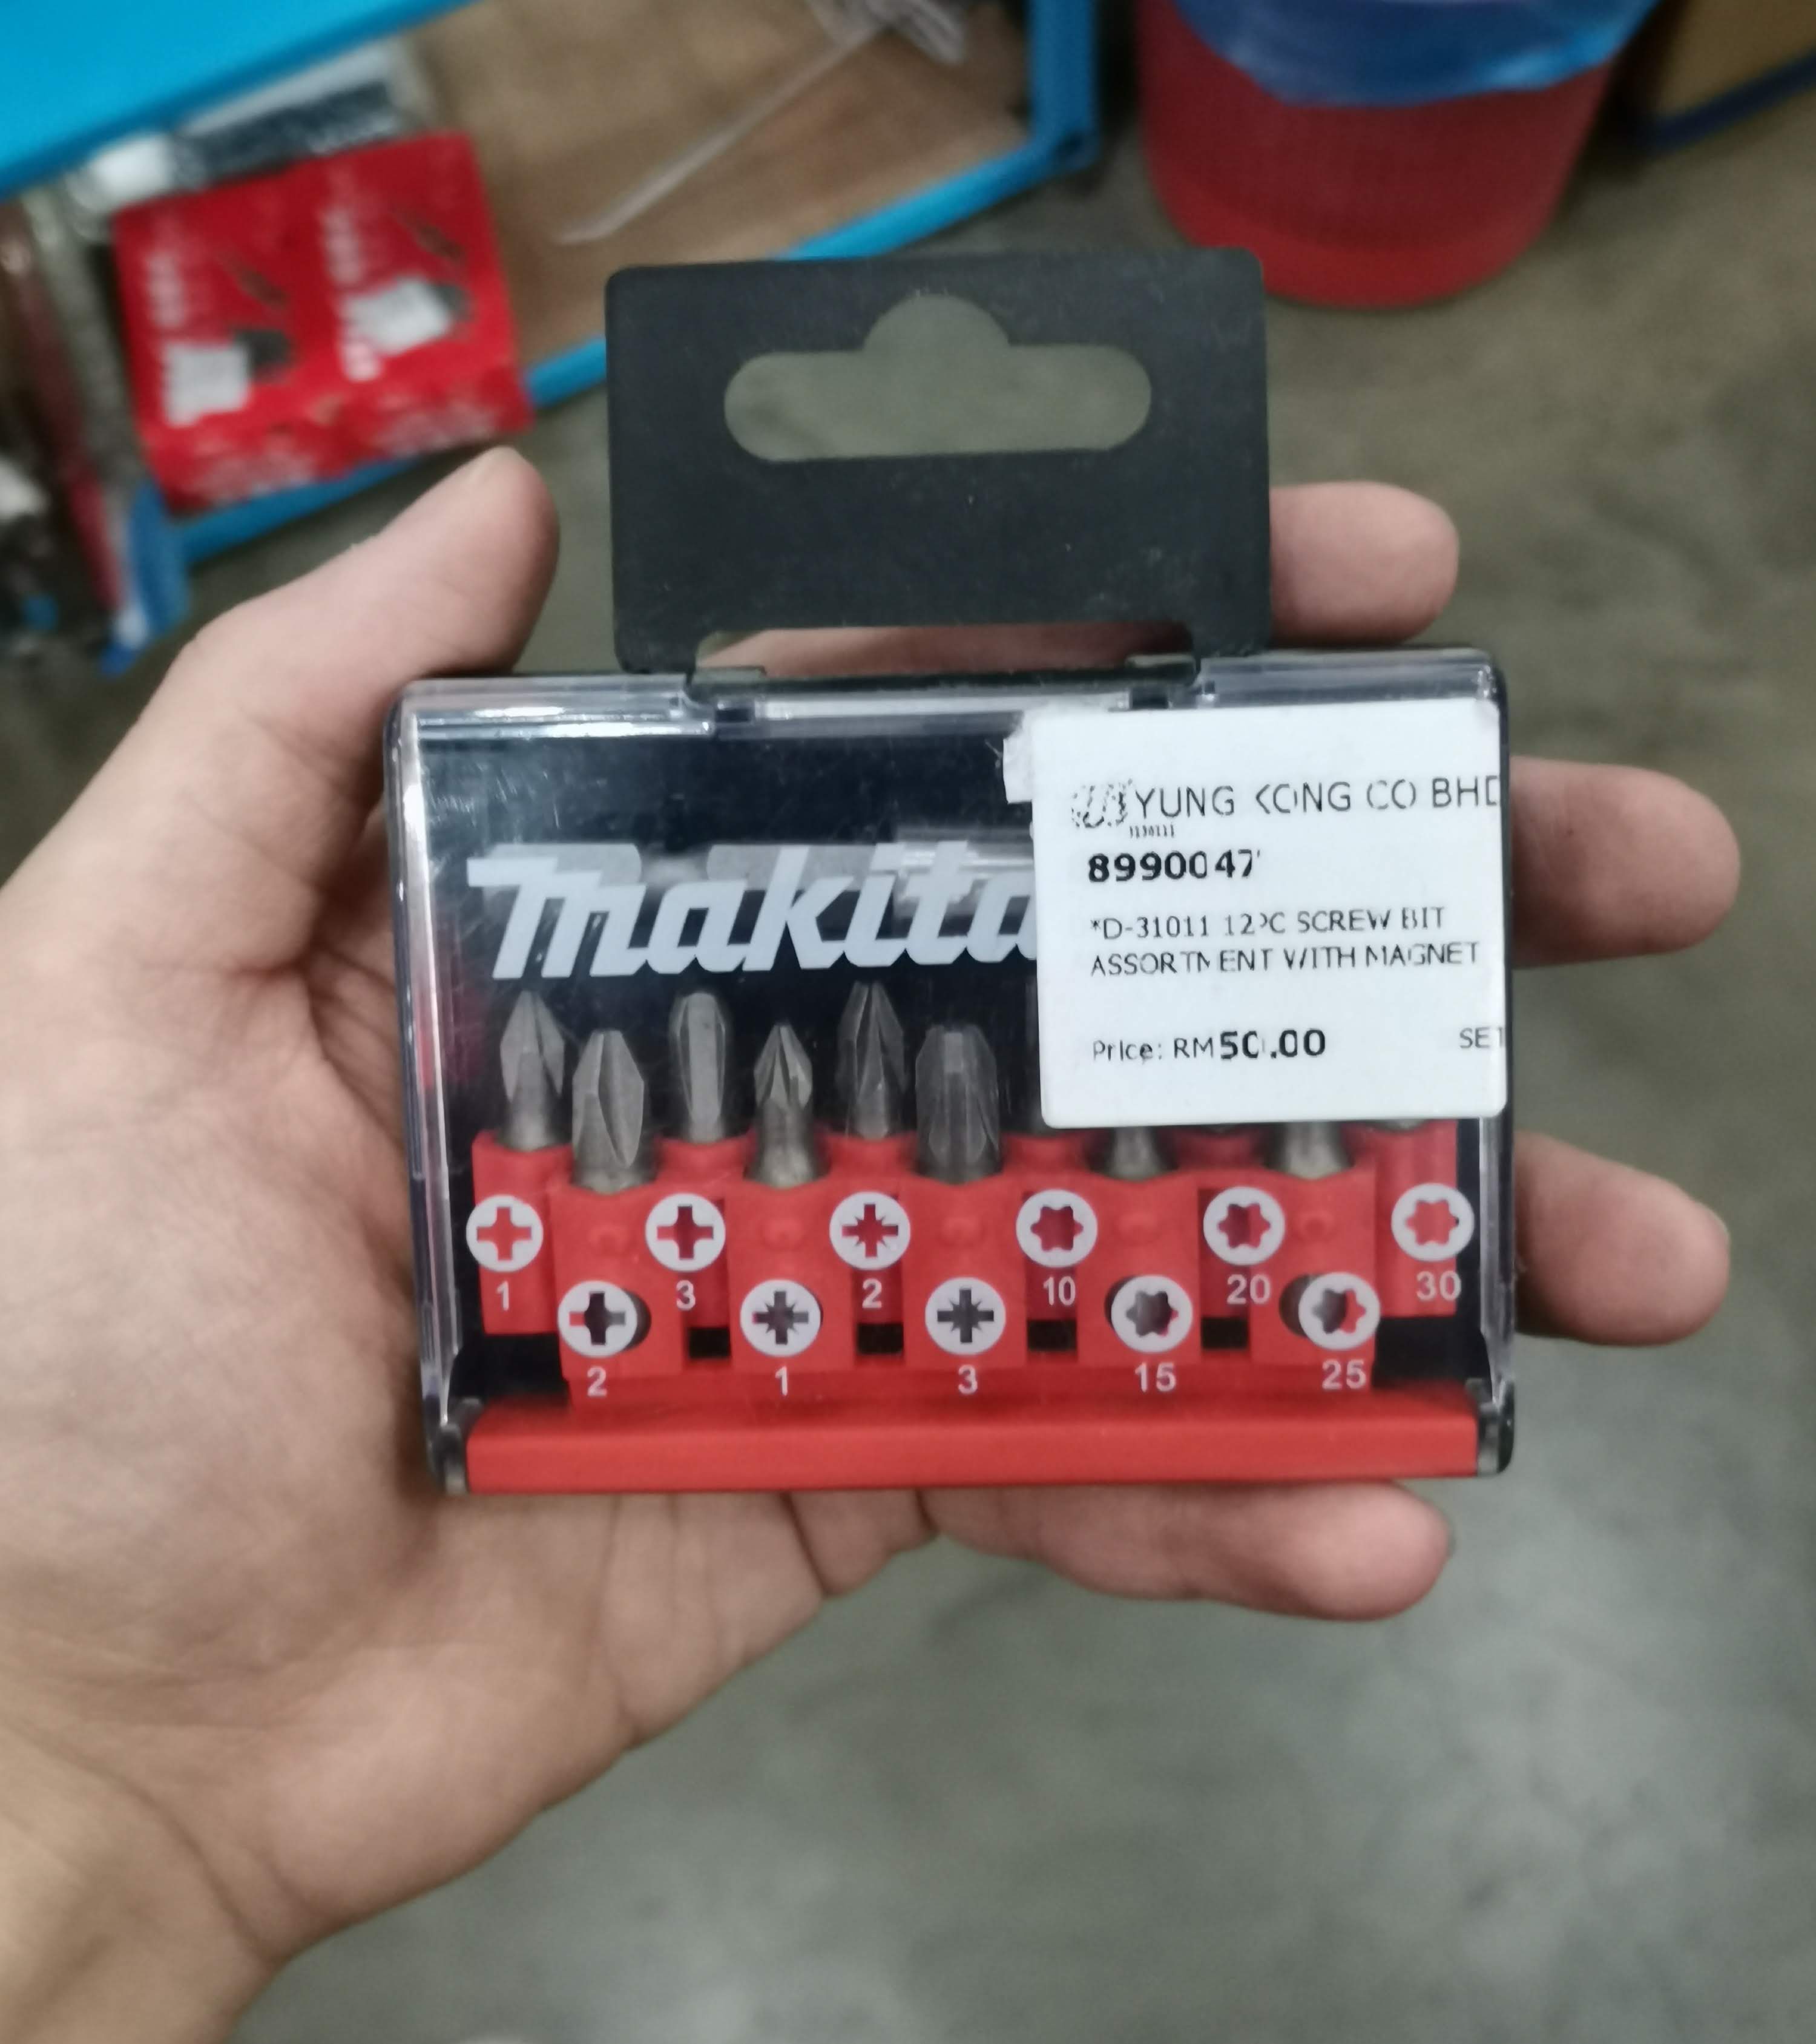 makita
YUNG KONG CO BHD
8990047
*D-31011 12PC SCREW BIT
ASSORTMENT WITH MAGNET
Price: RM50.00 SET
1 3 2 10 20 30
2 1 3 15 25